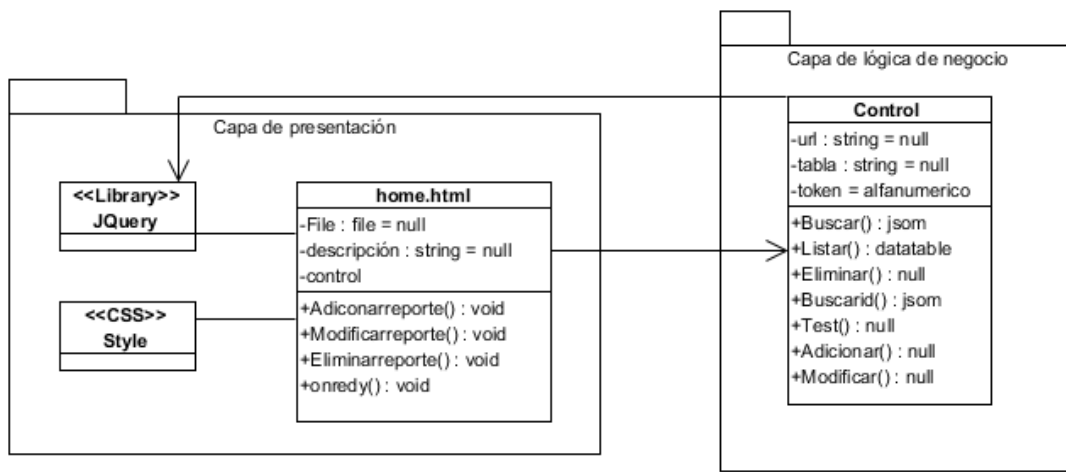 Capa de lógica de negocio
Capa de presentación
<<Library>>
JQuery
<<CSS>>
Style
home.html
-File : file = null
-descripción : string = null
-control
+Adiconarreporte() : void
+Modificarreporte() : void
+Eliminarreporte() : void
+onredy() : void
Control
-url : string = null
-tabla : string = null
-token = alfanumerico
+Buscar() : jsom
+Listar() : datatable
+Eliminar() : null
+Buscarid() : jsom
+Test() : null
+Adicionar() : null
+Modificar() : null